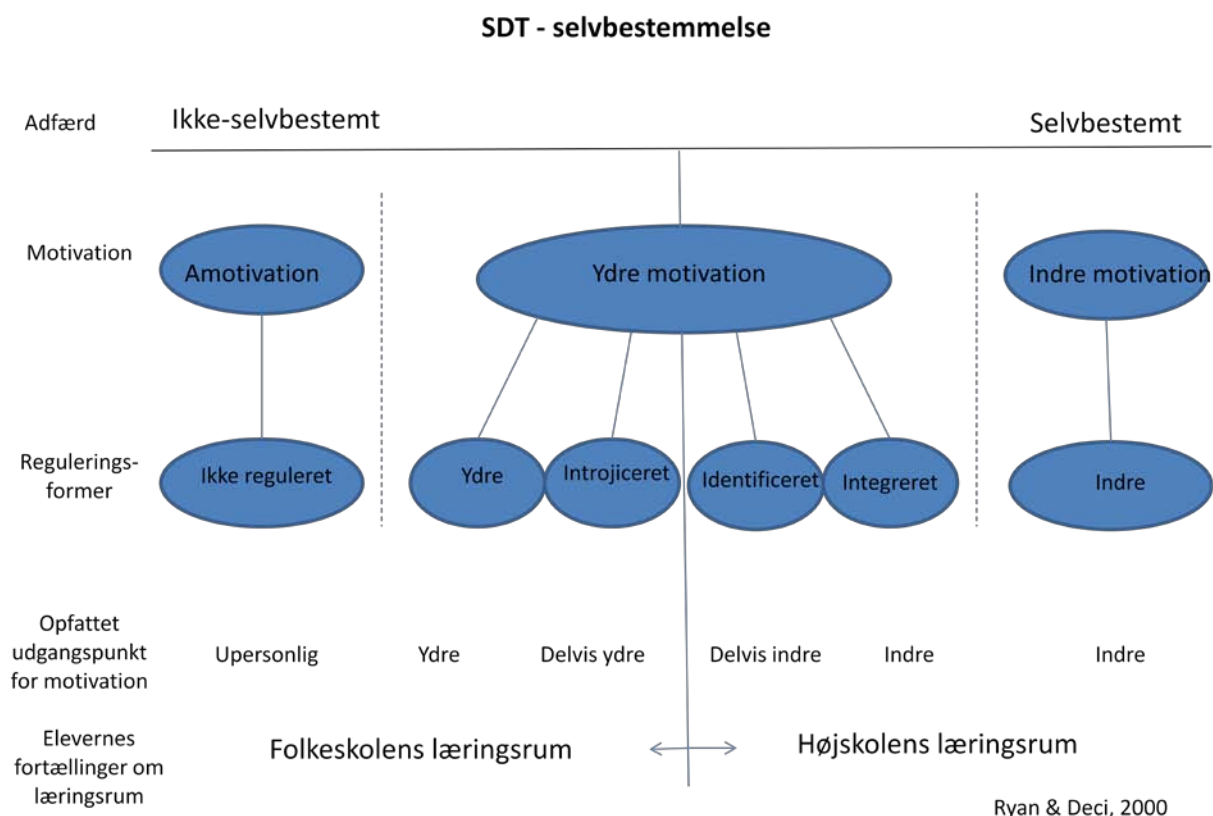 SDT - selvbestemmelse
Adfærd
Ikke-selvbestemt
Selvbestemt
Motivation
Amotivation
Ydre motivation
Indre motivation
Regulerings-
former
Ikke reguleret
Ydre
Introjiceret
Identificeret
Integreret
Indre
Opfattet
udgangspunkt
for motivation
Upersonlig
Ydre
Delvis ydre
Delvis indre
Indre
Indre
Elevernes
fortællinger om
læringsrum
Folkeskolens læringsrum
Højskolens læringsrum
Ryan & Deci, 2000